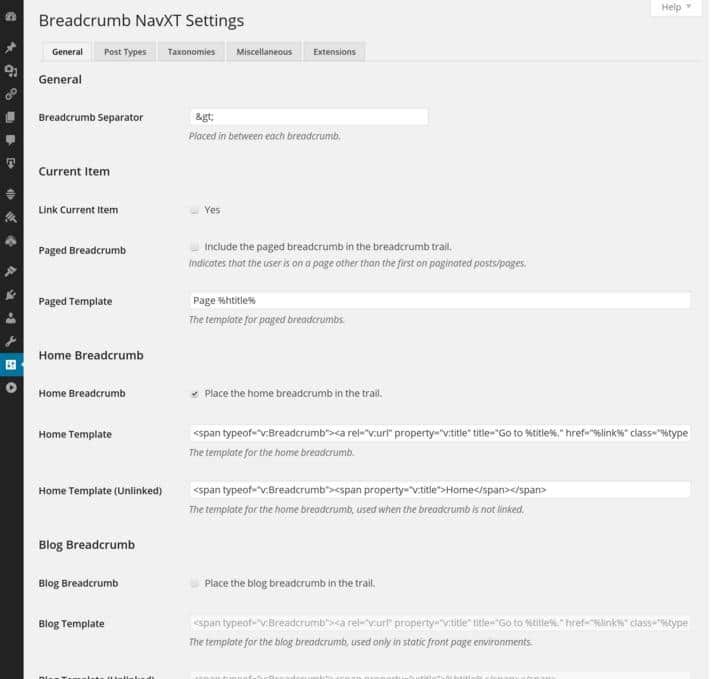 Help
Breadcrumb NavXT Settings
General Post Types Taxonomies Miscellaneous Extensions
General
Breadcrumb Separator &gt;
Placed in between each breadcrumb.
Current Item
Link Current Item Yes
Paged Breadcrumb Include the paged breadcrumb in the breadcrumb trail.
Indicates that the user is on a page other than the first on paginated posts/pages.
Paged Template Page %htitle%
The template for paged breadcrumbs.
Home Breadcrumb
Home Breadcrumb Place the home breadcrumb in the trail.
Home Template <span typeof="v:Breadcrumb"><a rel="v:url" property="v:title" title="Go to %title%." href="%link%" class="%type
The template for the home breadcrumb.
Home Template (Unlinked) <span typeof="v:Breadcrumb"><span property="v:title">Home</span></span>
The template for the home breadcrumb, used when the breadcrumb is not linked.
Blog Breadcrumb
Blog Breadcrumb Place the blog breadcrumb in the trail.
Blog Template <span typeof="v:Breadcrumb"><a rel="v:url" property="v:title" title="Go to %title%." href="%link%" class="%type
The template for the blog breadcrumb, used only in static front page environments.
Blog Template (Unlinked)